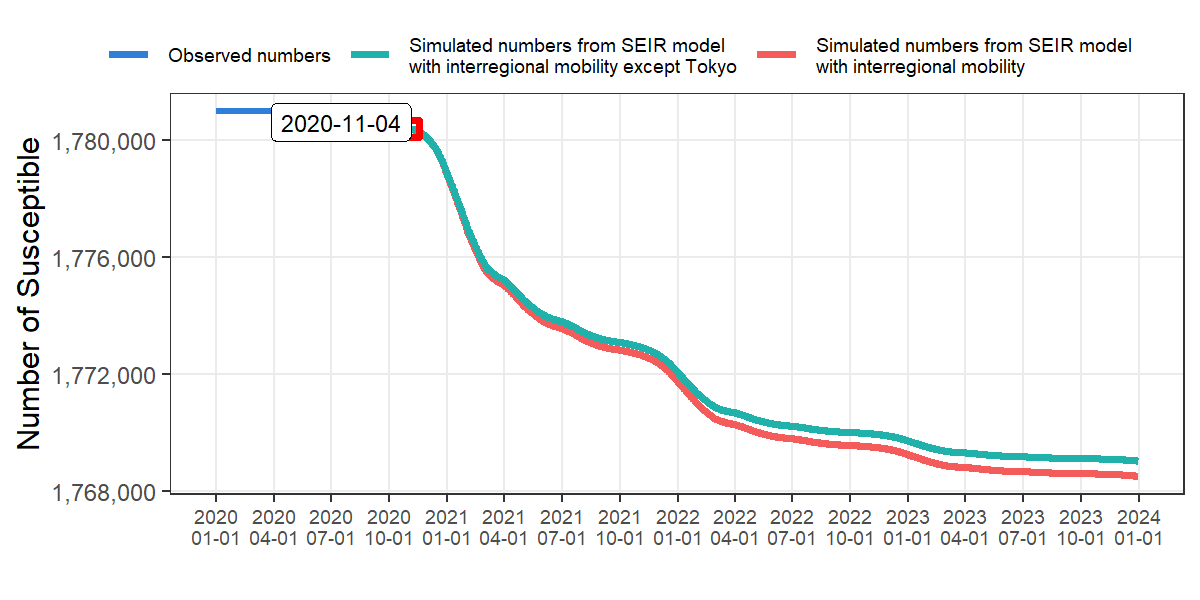 Observed numbers
Simulated numbers from SEIR model
with interregional mobility except Tokyo
Simulated numbers from SEIR model
with interregional mobility
Number of Susceptible
1,780,000
1,776,000
1,772,000
1,768,000
2020-11-04
2020 2020 2020 2020 2021 2021 2021 2021 2022 2022 2022 2022 2023 2023 2023 2023 2024
01-01 04-01 07-01 10-01 01-01 04-01 07-01 10-01 01-01 04-01 07-01 10-01 01-01 04-01 07-01 10-01 01-01